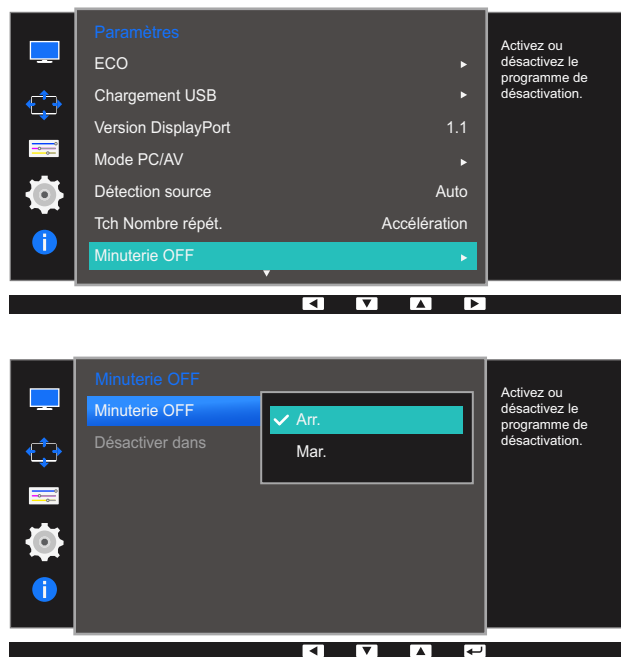 Paramètres
ECO
Chargement USB
Version DisplayPort 1.1
Mode PC/AV
Détection source Auto
Tch Nombre répét. Accélération
Minuterie OFF
Activez ou
désactivez le
programme de
désactivation.
Minuterie OFF
Minuterie OFF
Désactiver dans
Arr.
Mar.
Activez ou
désactivez le
programme de
désactivation.